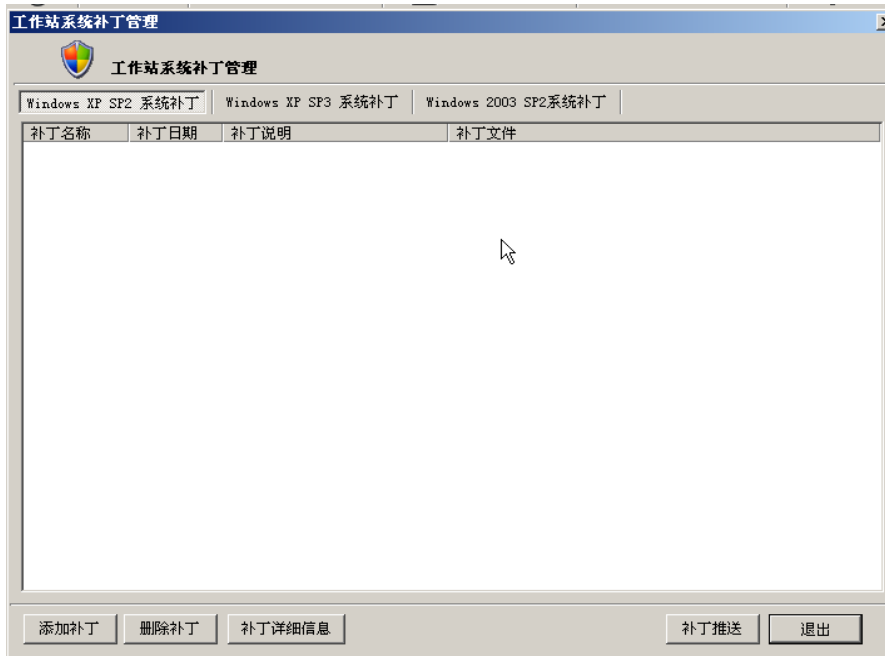 工作站系统补丁管理
工作站系统补丁管理
Windows XP SP2 系统补丁 Windows XP SP3 系统补丁 Windows 2003 SP2系统补丁
补丁名称 补丁日期 补丁说明 补丁文件
添加补丁 删除补丁 补丁详细信息 补丁推送 退出